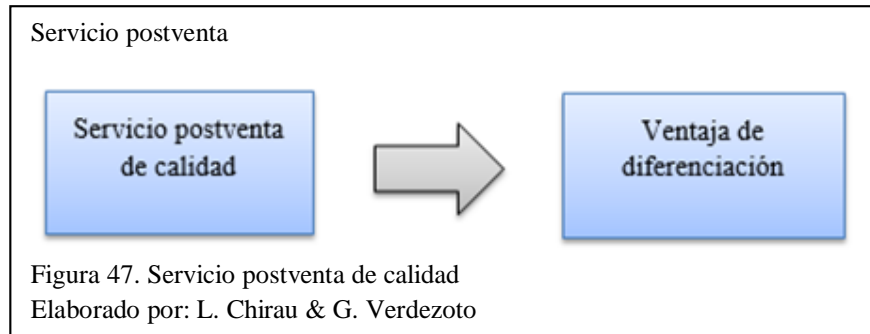 Servicio postventa
Servicio postventa
de calidad
Ventaja de
diferenciación
Figura 47. Servicio postventa de calidad
Elaborado por: L. Chirau & G. Verdezoto